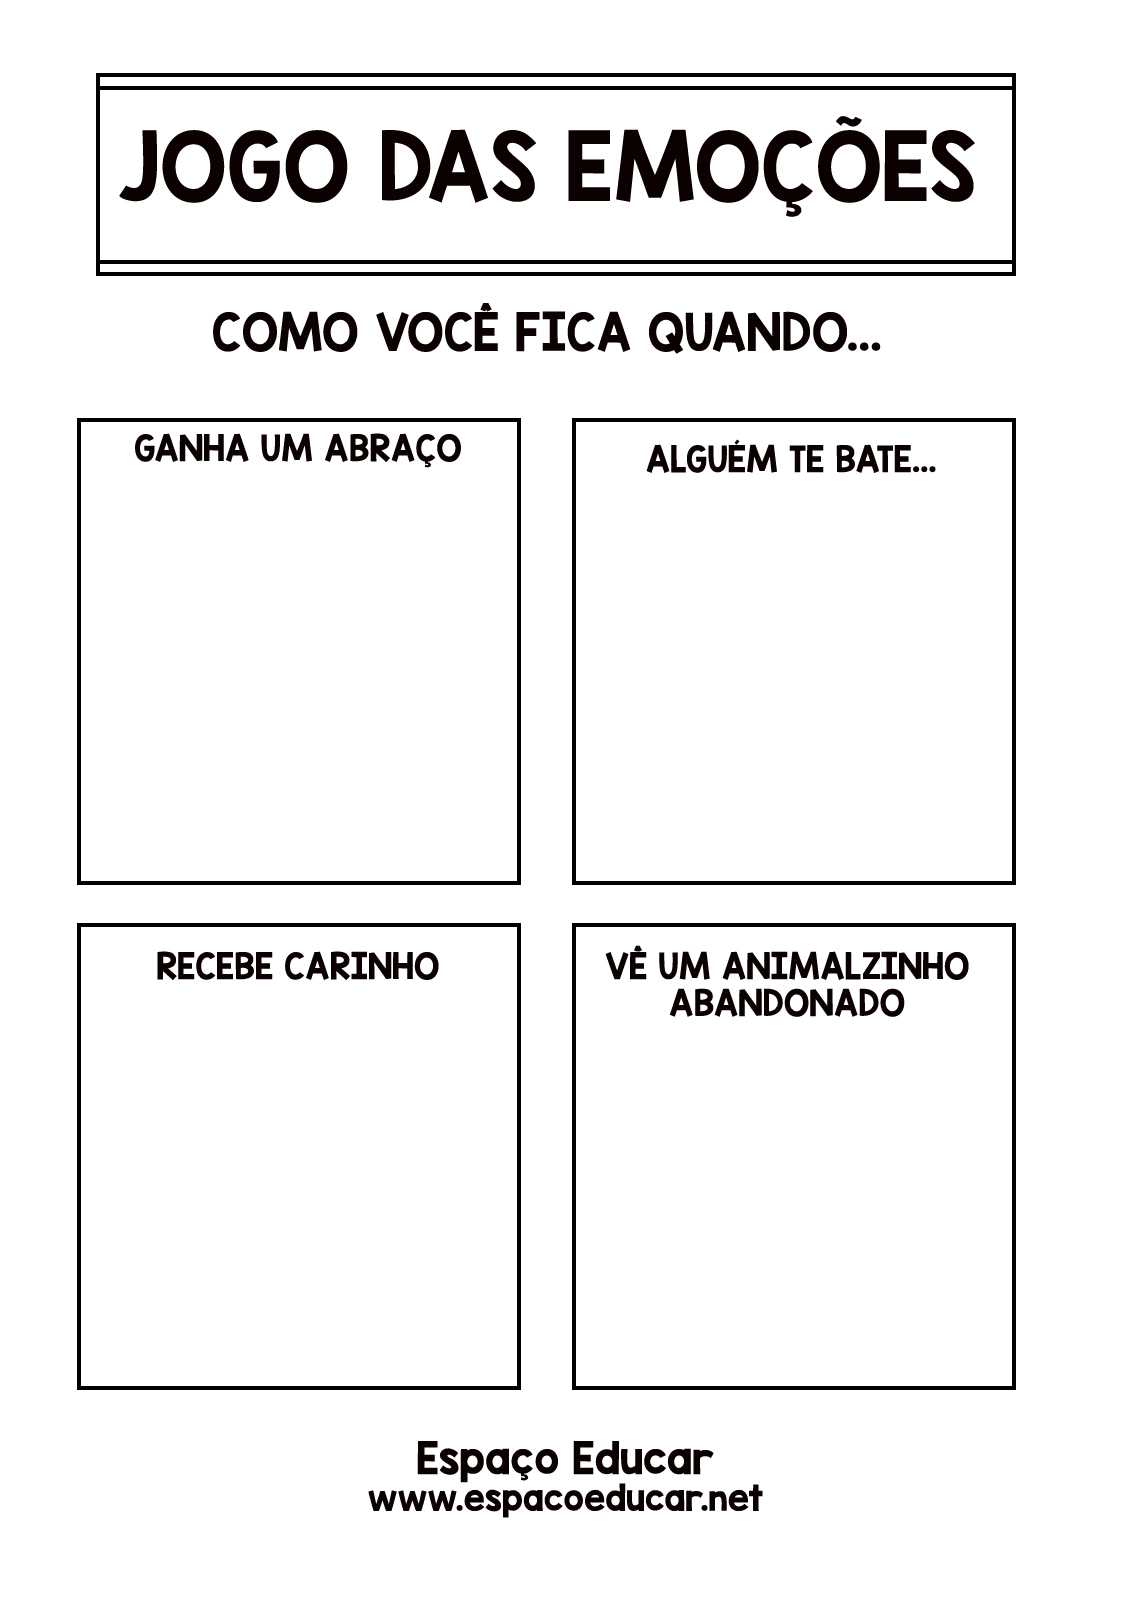 JOGO DAS EMOÇÕES
COMO VOCÊ FICA QUANDO...
GANHA UM ABRAÇO
ALGUÉM TE BATE...
RECEBE CARINHO
VÊ UM ANIMALZINHO
ABANDONADO
Espaço Educar
www.espacoeducar.net